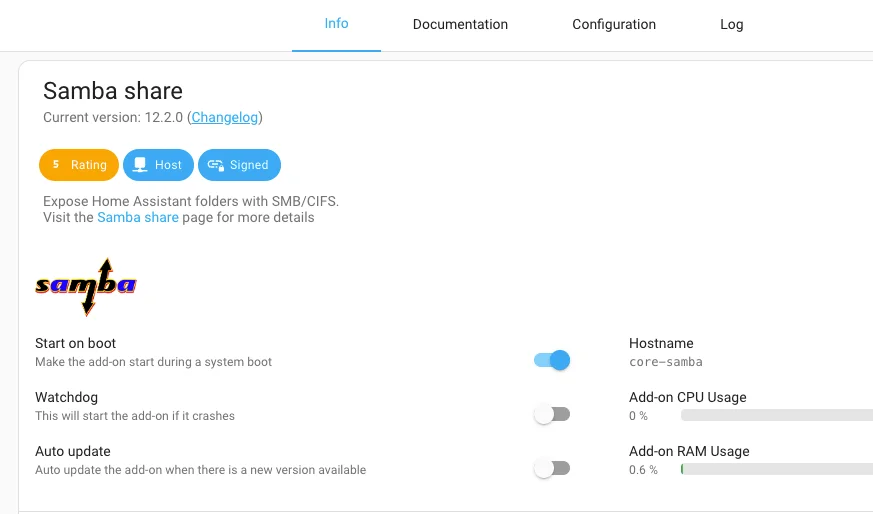 Info Documentation Configuration Log
Samba share
Current version: 12.2.0 (Changelog)
5 Rating Host Signed
Expose Home Assistant folders with SMB/CIFS.
Visit the Samba share page for more details
samba
Start on boot
Make the add-on start during a system boot
Hostname
core-samba
Watchdog
This will start the add-on if it crashes
Add-on CPU Usage
0 %
Auto update
Auto update the add-on when there is a new version available
Add-on RAM Usage
0.6 %